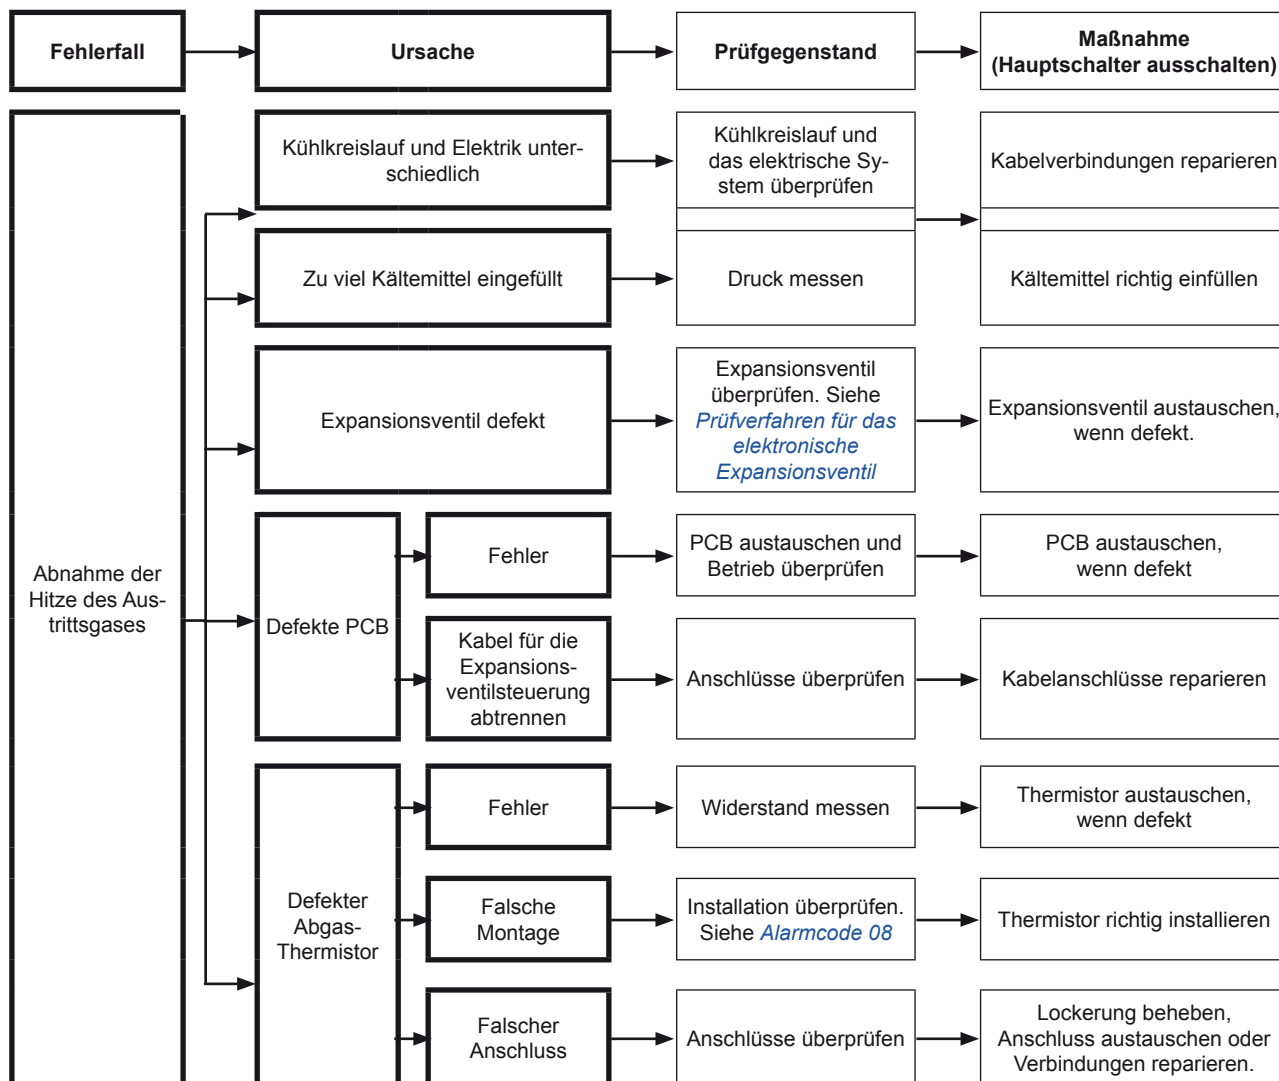 Fehlerfall
Ursache
Prüfgegenstand
Maßnahme
(Hauptschalter ausschalten)
Abnahme der
Hitze des Aus-
trittsgases
Kühlkreislauf und Elektrik unter-
schiedlich
Kühlkreislauf und
das elektrische Sy-
stem überprüfen
Kabelverbindungen reparieren
Zu viel Kältemittel eingefüllt
Druck messen
Kältemittel richtig einfüllen
Expansionsventil defekt
Expansionsventil
überprüfen. Siehe
Prüfverfahren für das
elektronische
Expansionsventil
Expansionsventil austauschen,
wenn defekt.
Defekte PCB
Fehler
PCB austauschen und
Betrieb überprüfen
PCB austauschen,
wenn defekt
Kabel für die
Expansions-
ventilsteuerung
abtrennen
Anschlüsse überprüfen
Kabelanschlüsse reparieren
Defekter
Abgas-
Thermistor
Fehler
Widerstand messen
Thermistor austauschen,
wenn defekt
Falsche
Montage
Installation überprüfen.
Siehe Alarmcode 08
Thermistor richtig installieren
Falscher
Anschluss
Anschlüsse überprüfen
Lockerung beheben,
Anschluss austauschen oder
Verbindungen reparieren.